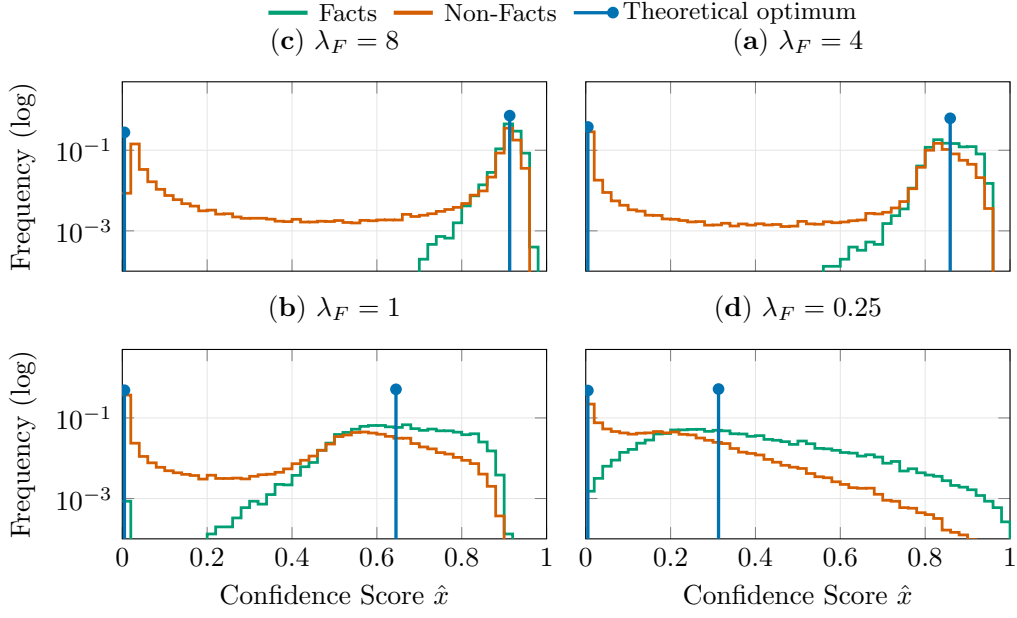 Facts Non-Facts Theoretical optimum
(c) λ_F = 8
(a) λ_F = 4
Frequency (log)
10⁻¹
10⁻³
(b) λ_F = 1
(d) λ_F = 0.25
Frequency (log)
10⁻¹
10⁻³
0 0.2 0.4 0.6 0.8 1
0 0.2 0.4 0.6 0.8 1
Confidence Score x̂
Confidence Score x̂